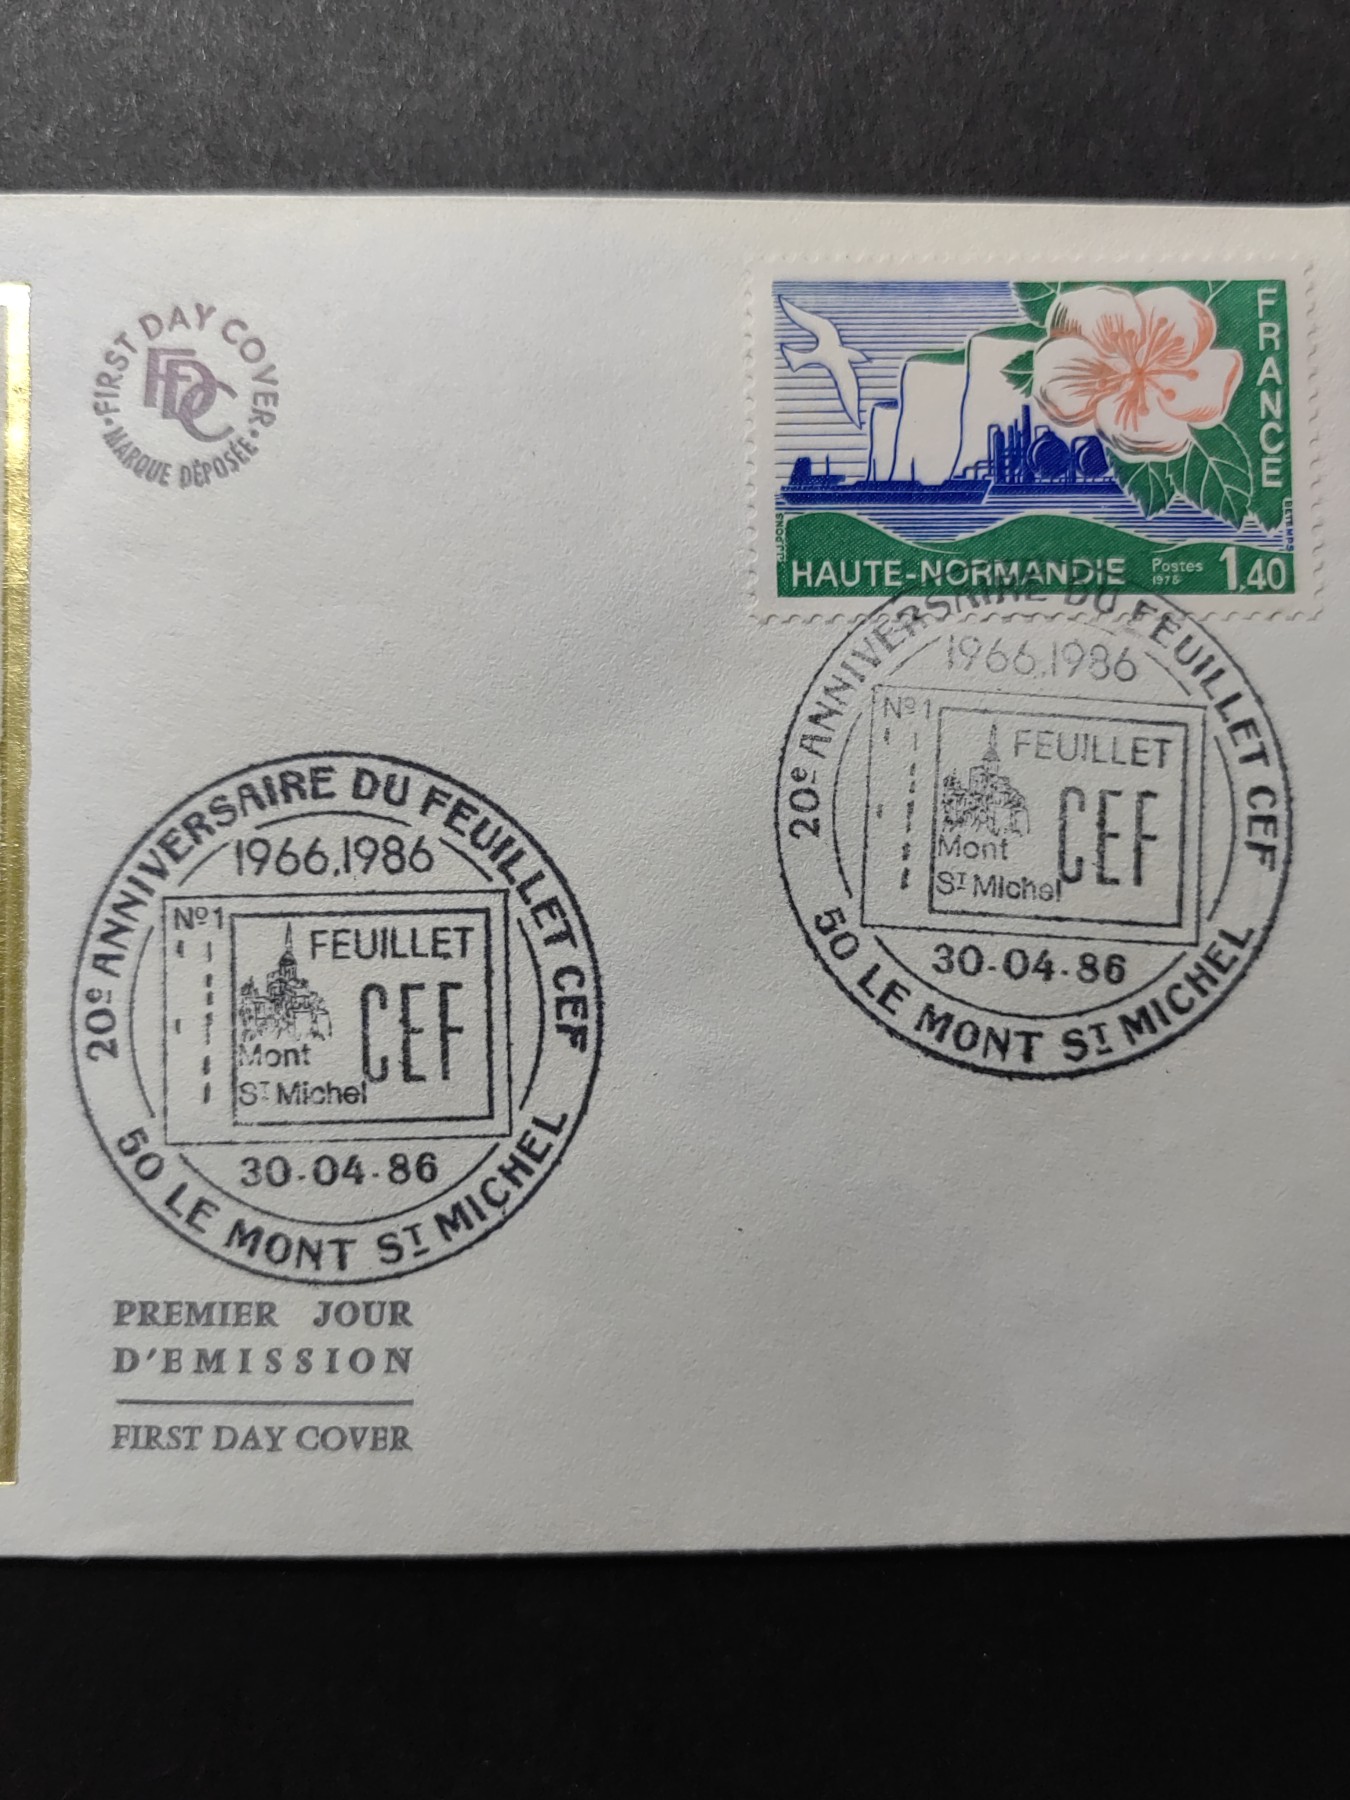 FIRST DAY COVER
FDC
MARQUE DÉPOSÉE
FRANCE
J.J. PONS
BETEMPS
HAUTE-NORMANDIE Postes 1,40
1978
20e ANNIVERSAIRE DU FEUILLET CEF
1966.1986
Nº1
FEUILLET
CEF
Mont
ST Michel
30-04-86
50 LE MONT ST MICHEL
20e ANNIVERSAIRE DU FEUILLET CEF
1966.1986
Nº1
FEUILLET
CEF
Mont
ST Michel
30-04-86
50 LE MONT ST MICHEL
PREMIER JOUR
D'EMISSION
FIRST DAY COVER